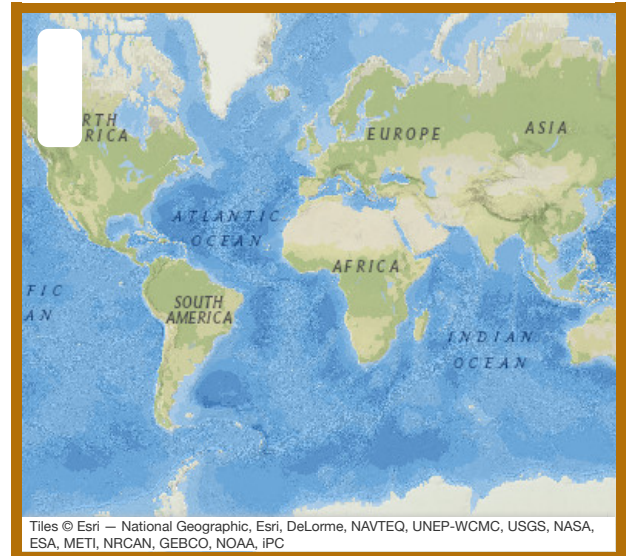 RTH
RICA
EUROPE
ASIA
ATLANTIC
OCEAN
AFRICA
FIC
AN
SOUTH
AMERICA
INDIAN
OCEAN
Tiles © Esri — National Geographic, Esri, DeLorme, NAVTEQ, UNEP-WCMC, USGS, NASA,
ESA, METI, NRCAN, GEBCO, NOAA, iPC